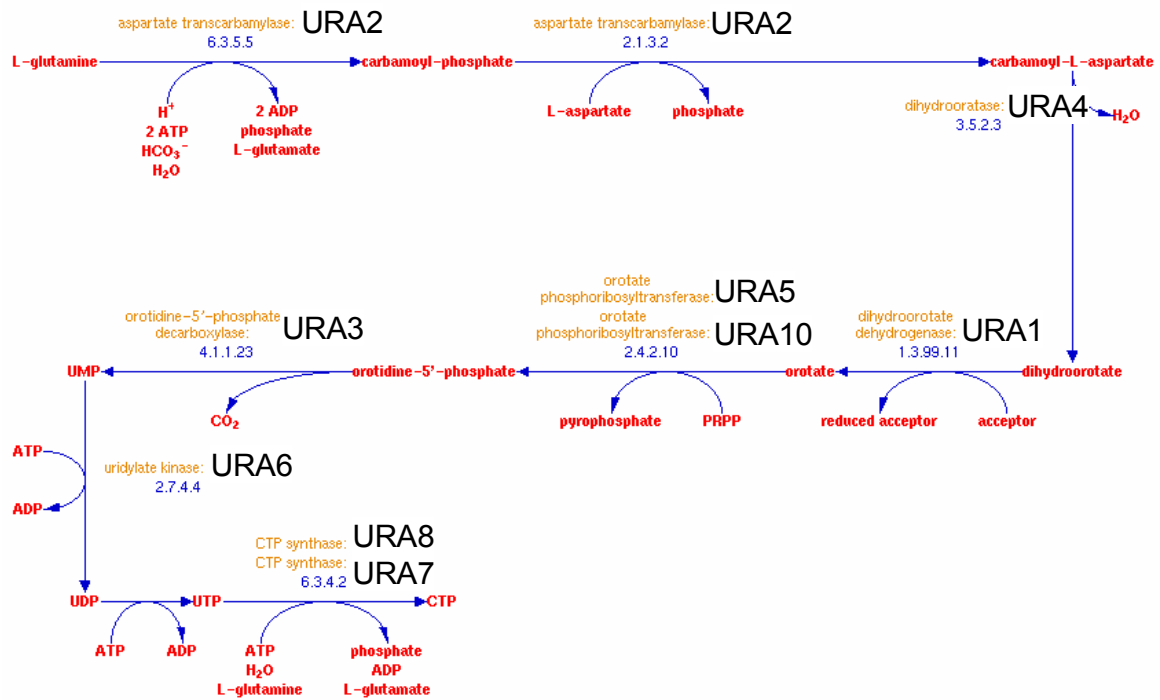 aspartate transcarbamylase: URA2
6.3.5.5
aspartate transcarbamylase: URA2
2.1.3.2
L-glutamine
carbamoyl-phosphate
carbamoyl-L-aspartate
H⁺
2 ATP
HCO₃⁻
H₂O
2 ADP
phosphate
L-glutamate
L-aspartate
phosphate
dihydrooratase: URA4
3.5.2.3
H₂O
orotate
phosphoribosyltransferase: URA5
orotate
phosphoribosyltransferase: URA10
2.4.2.10
orotidine-5'-phosphate
decarboxylase: URA3
4.1.1.23
dihydroorotate
dehydrogenase: URA1
1.3.99.11
UMP
orotidine-5'-phosphate
orotate
dihydroorotate
CO₂
pyrophosphate
PRPP
reduced acceptor
acceptor
ATP
uridylate kinase: URA6
2.7.4.4
ADP
CTP synthase: URA8
CTP synthase: URA7
6.3.4.2
UDP
UTP
CTP
ATP
ADP
ATP
H₂O
L-glutamine
phosphate
ADP
L-glutamate